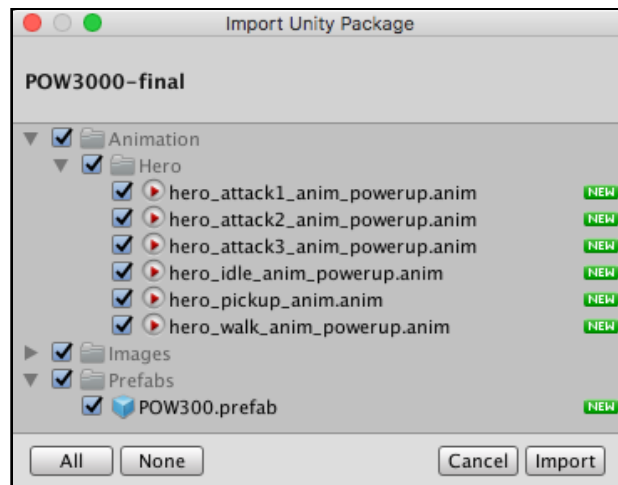 Import Unity Package
POW3000-final
Animation
Hero
hero_attack1_anim_powerup.anim NEW
hero_attack2_anim_powerup.anim NEW
hero_attack3_anim_powerup.anim NEW
hero_idle_anim_powerup.anim NEW
hero_pickup_anim.anim NEW
hero_walk_anim_powerup.anim NEW
Images
Prefabs
POW300.prefab NEW
All None Cancel Import